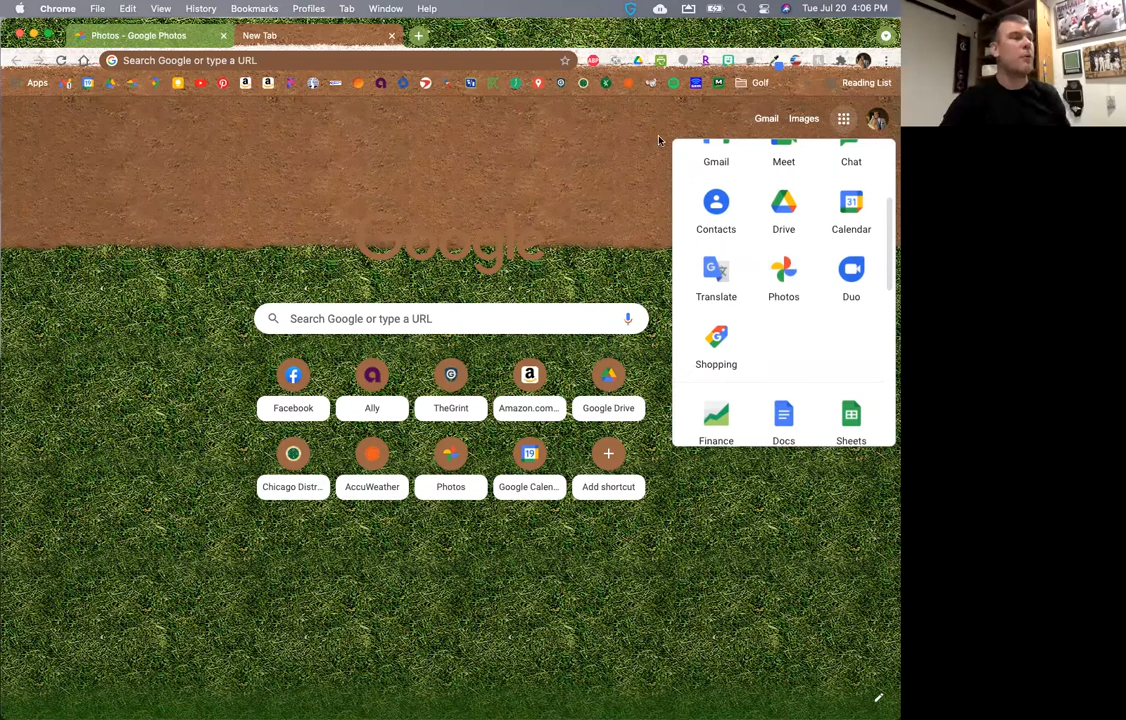 Chrome File Edit View History Bookmarks Profiles Tab Window Help Tue Jul 20 4:06 PM
Photos - Google Photos New Tab
Search Google or type a URL
Apps Golf Reading List
Gmail Images
Gmail Meet Chat
Contacts Drive Calendar
Translate Photos Duo
Shopping
Finance Docs Sheets
Google
Search Google or type a URL
Facebook Ally TheGrint Amazon.com... Google Drive
Chicago Distr... AccuWeather Photos Google Calen... Add shortcut